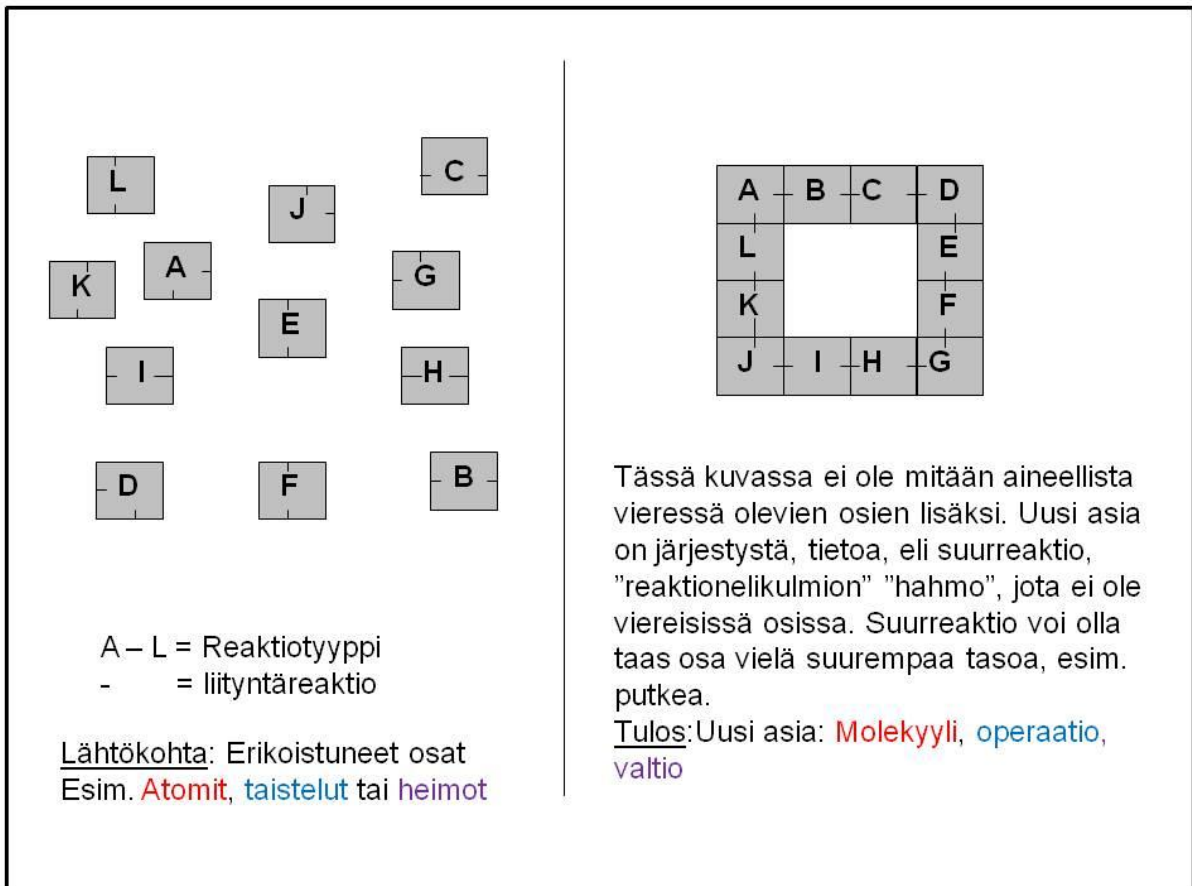 L
C
J
A
G
K
E
I
H
D
F
B
A – L = Reaktiotyyppi
- = liityntäreaktio
Lähtökohta: Erikoistuneet osat
Esim. Atomit, taistelut tai heimot
A B C D
L E
K F
J I H G
Tässä kuvassa ei ole mitään aineellista
vieressä olevien osien lisäksi. Uusi asia
on järjestystä, tietoa, eli suurreaktio,
”reaktionelikulmion” ”hahmo”, jota ei ole
viereisissä osissa. Suurreaktio voi olla
taas osa vielä suurempaa tasoa, esim.
putkea.
Tulos:Uusi asia: Molekyyli, operaatio,
valtio